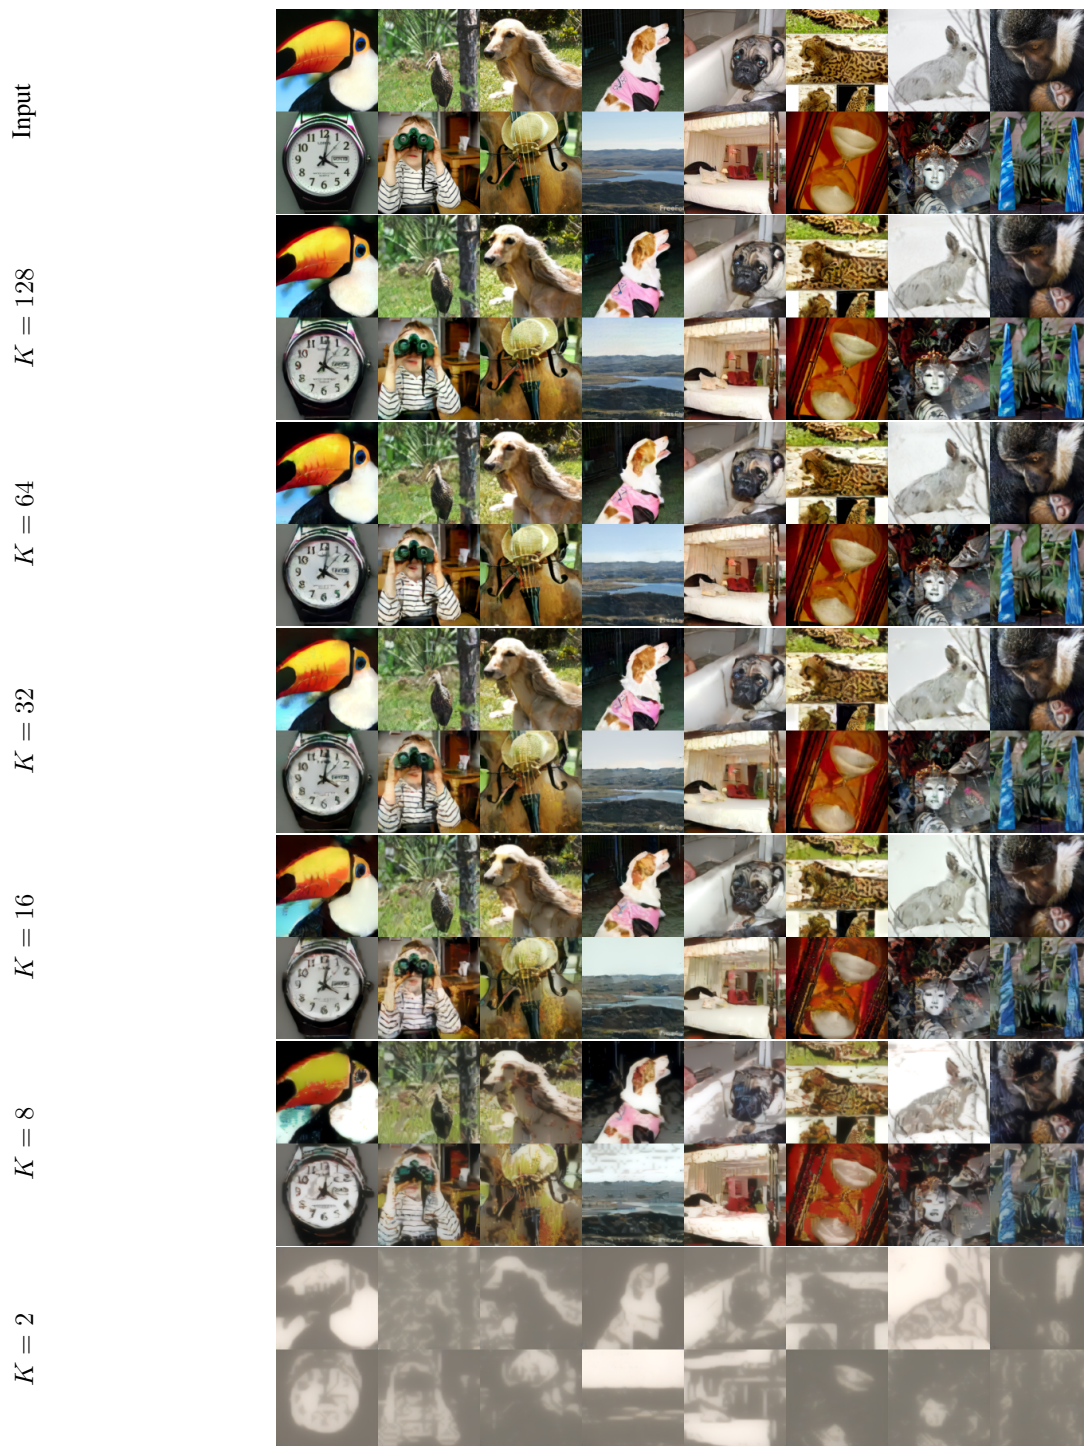 Input
K = 128
K = 64
K = 32
K = 16
K = 8
K = 2